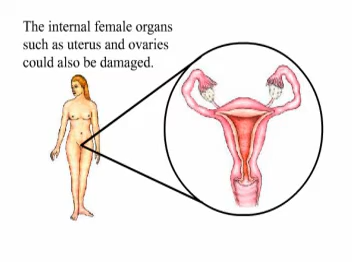 The internal female organs
such as uterus and ovaries
could also be damaged.